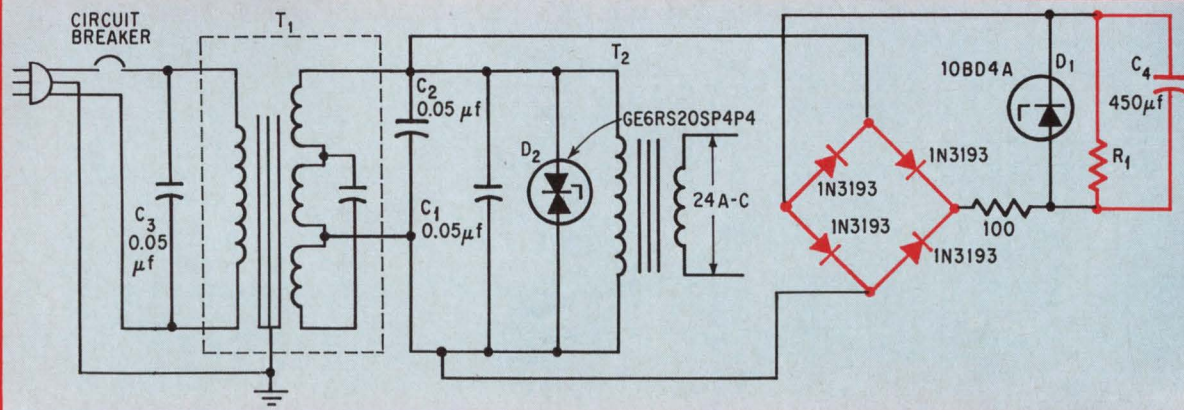 CIRCUIT
BREAKER
T1
C3
0.05
μf
C2
0.05 μf
C1
0.05μf
D2
GE6RS20SP4P4
T2
24A-C
1N3193
1N3193
1N3193
1N3193
100
10BD4A
D1
R1
C4
450μf